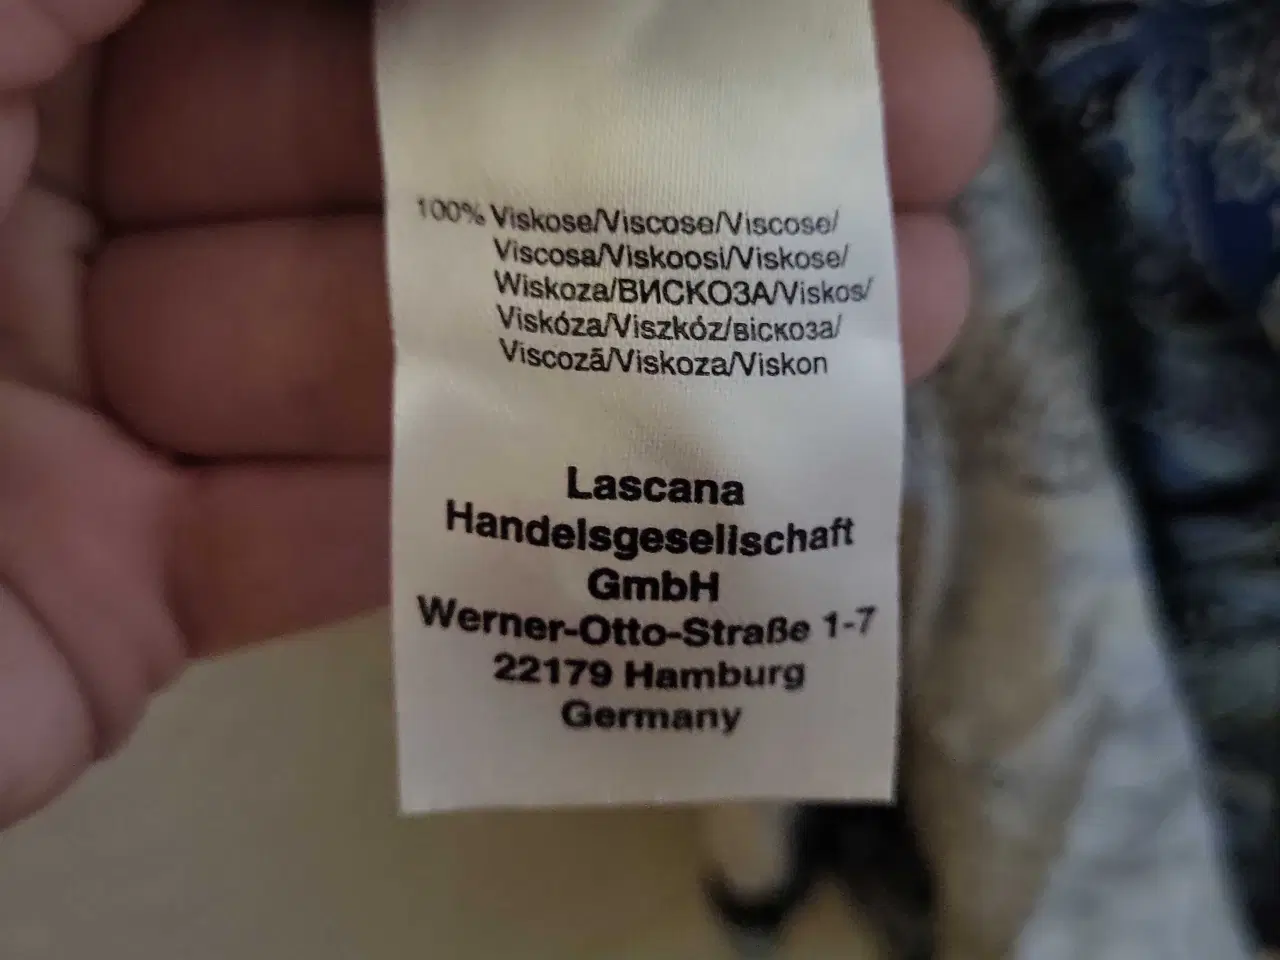 100% Viskose/Viscose/Viscose/
Viscosa/Viskoosi/Viskose/
Wiskoza/ВИСКОЗА/Viskos/
Viskóza/Viszkóz/віскоза/
Viscoză/Viskoza/Viskon
Lascana
Handelsgesellschaft
GmbH
Werner-Otto-Straße 1-7
22179 Hamburg
Germany